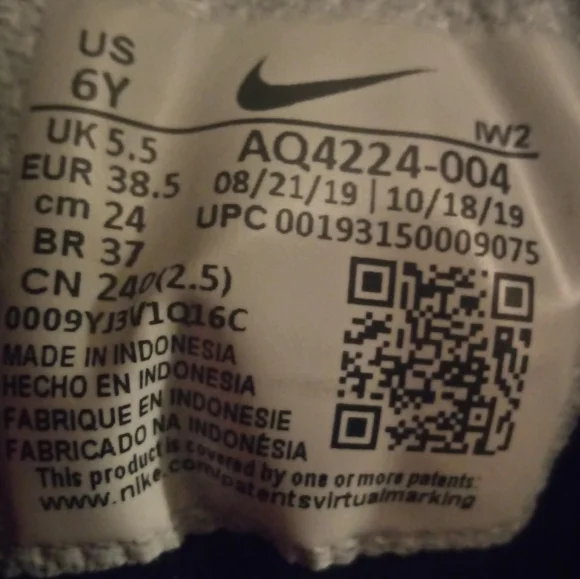 US
6Y
IW2
UK 5.5
EUR 38.5
cm 24
BR 37
CN 240(2.5)
AQ4224-004
08/21/19 | 10/18/19
UPC 00193150009075
0009YJ3V1Q16C
MADE IN INDONESIA
HECHO EN INDONESIA
FABRIQUE EN INDONESIE
FABRICADO NA INDONÉSIA
This product is covered by one or more patents:
www.nike.com/patentsvirtualmarking